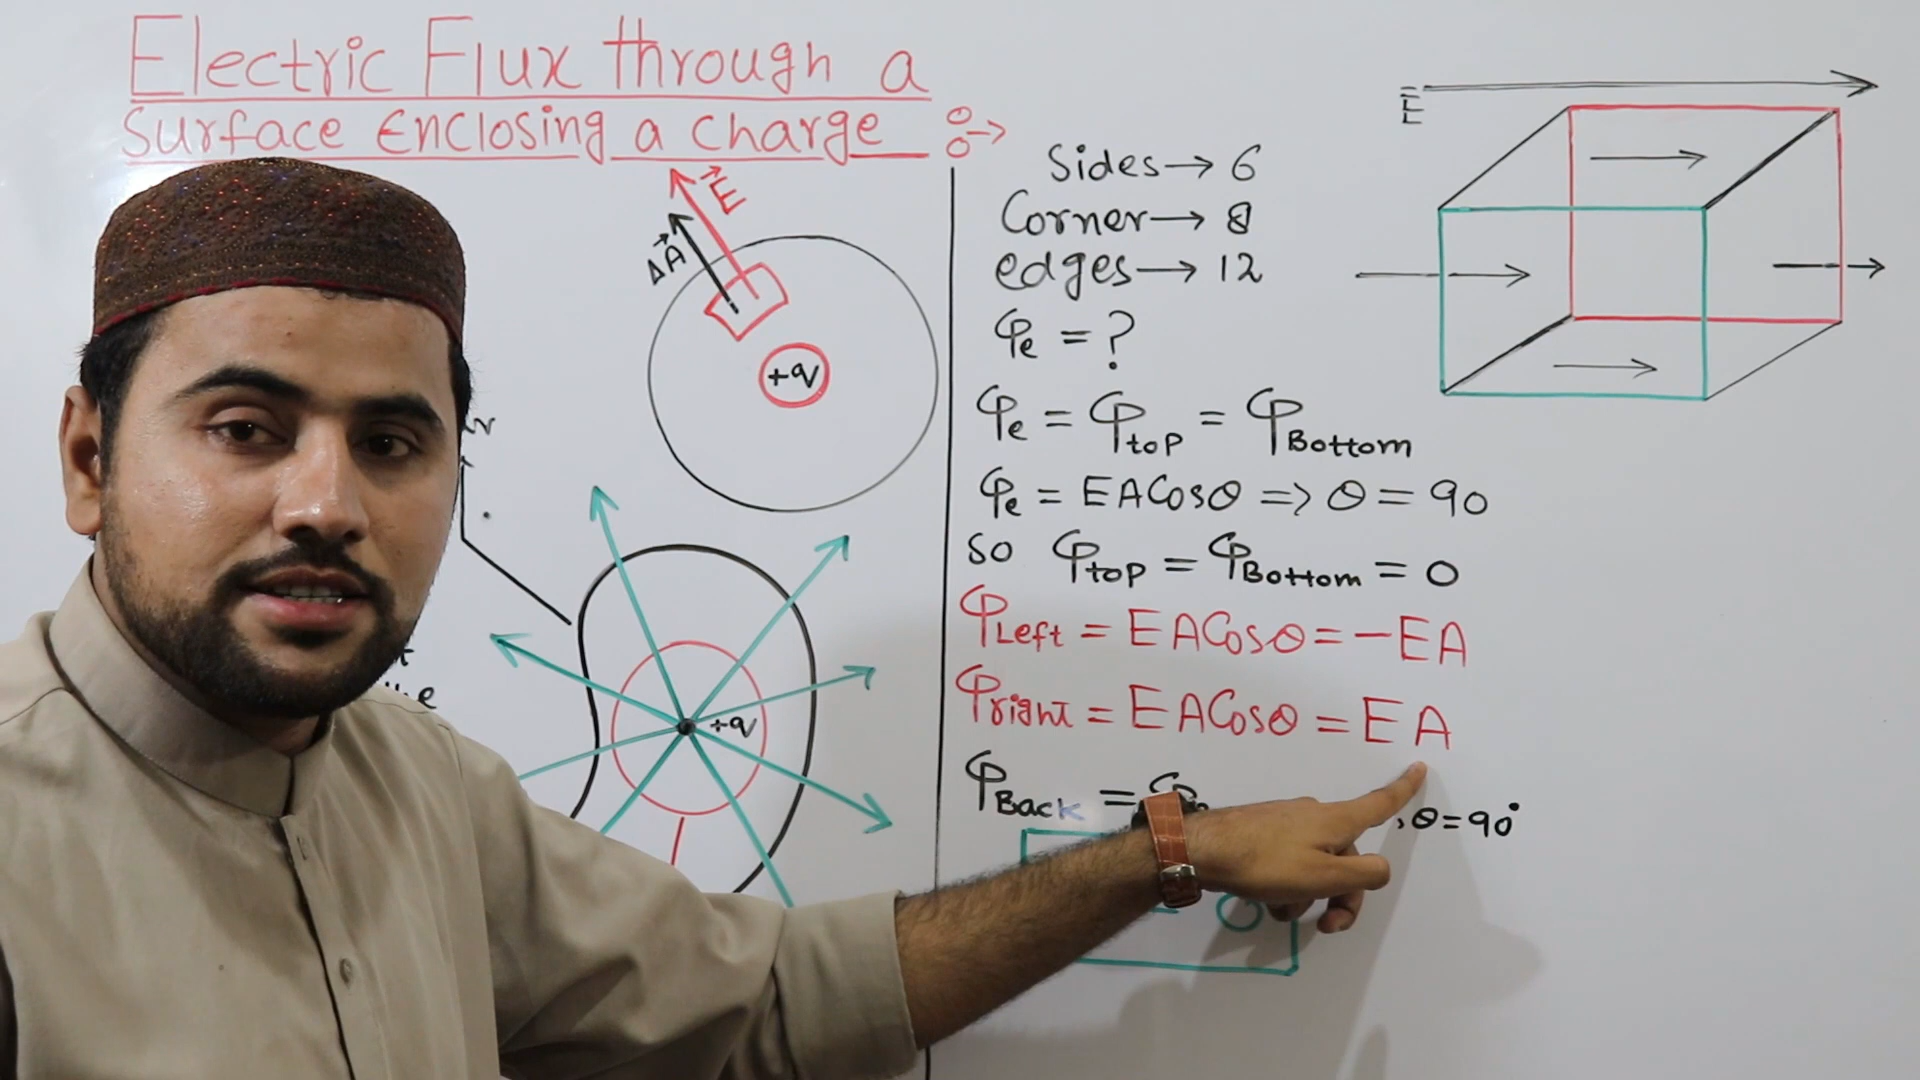 Electric Flux through a
Surface Enclosing a charge :→
E⃗
ΔA⃗
+q
+q
Sides → 6
Corner → 8
edges → 12
φe = ?
φe = φtop = φBottom
φe = EACosθ => θ = 90
so φtop = φBottom = 0
φLeft = EACosθ = -EA
φright = EACosθ = EA
φBack =
, θ = 90°
E⃗